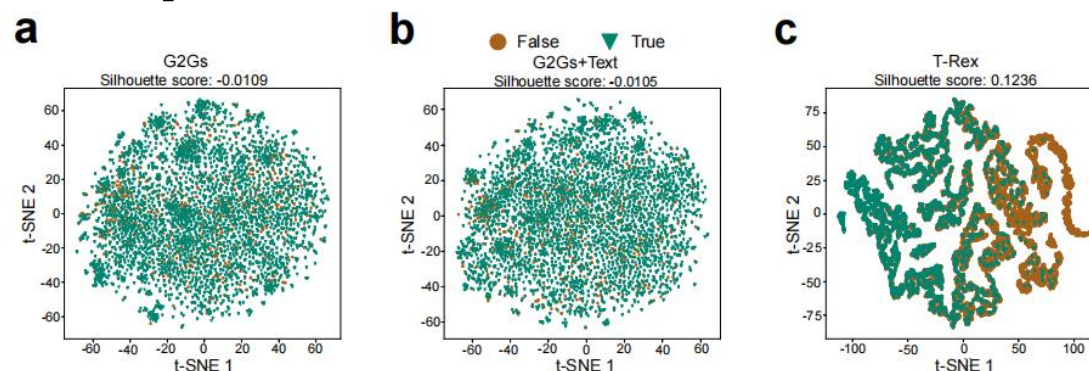 a
G2Gs
Silhouette score: -0.0109
t-SNE 2
60
40
20
0
-20
-40
-60
-60 -40 -20 0 20 40 60
t-SNE 1
b
False True
G2Gs+Text
Silhouette score: -0.0105
t-SNE 2
60
40
20
0
-20
-40
-60
-60 -40 -20 0 20 40 60
t-SNE 1
c
T-Rex
Silhouette score: 0.1236
t-SNE 2
75
50
25
0
-25
-50
-75
-100 -50 0 50 100
t-SNE 1